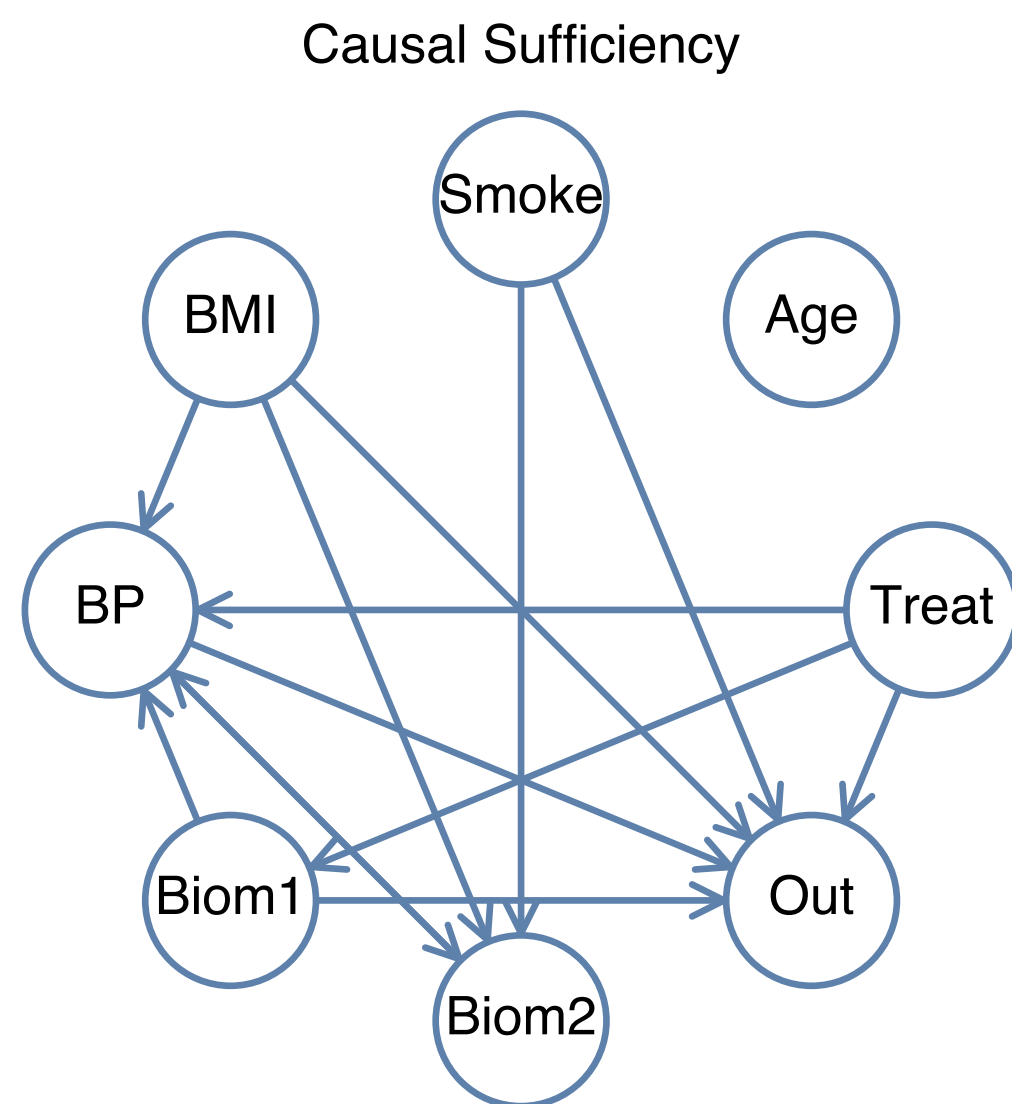 Causal Sufficiency
Smoke
BMI
Age
BP
Treat
Biom1
Out
Biom2